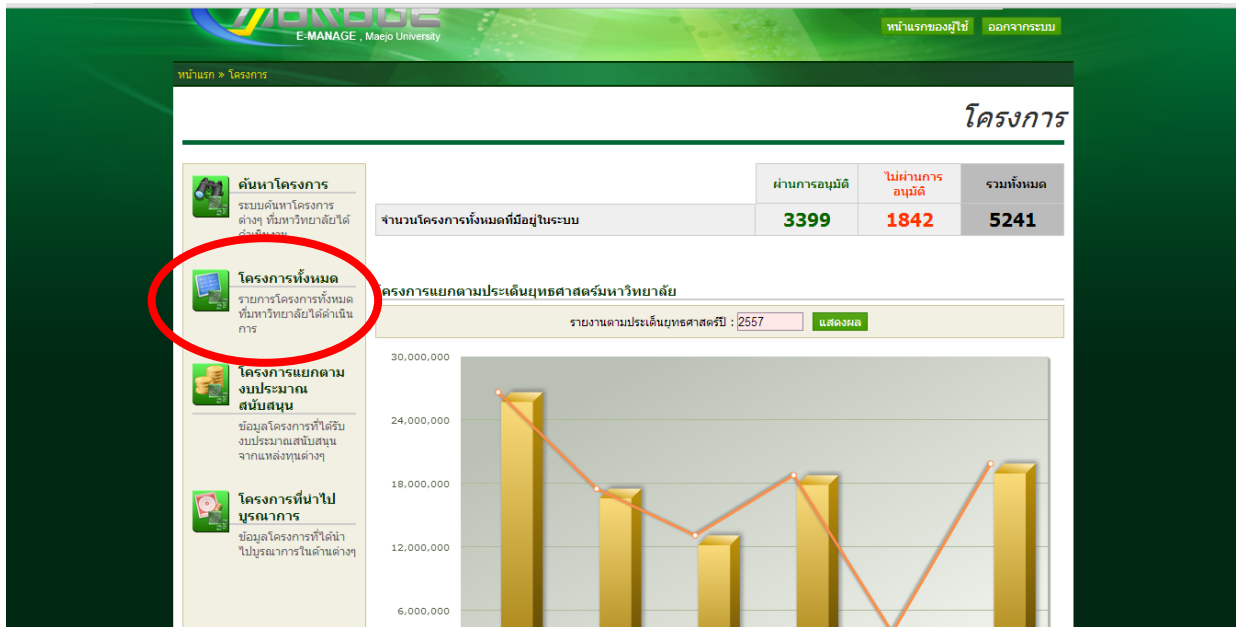 MANAGE
E-MANAGE , Maejo University
หน้าแรกของผู้ใช้ ออกจากระบบ
หน้าแรก » โครงการ
โครงการ
ค้นหาโครงการ
ระบบค้นหาโครงการ
ต่างๆ ที่มหาวิทยาลัยได้
ดำเนินงาน
โครงการทั้งหมด
รายการโครงการทั้งหมด
ที่มหาวิทยาลัยได้ดำเนิน
การ
โครงการแยกตาม
งบประมาณ
สนับสนุน
ข้อมูลโครงการที่ได้รับ
งบประมาณสนับสนุน
จากแหล่งทุนต่างๆ
โครงการที่นำไป
บูรณาการ
ข้อมูลโครงการที่ได้นำ
ไปบูรณาการในด้านต่างๆ
ผ่านการอนุมัติ
ไม่ผ่านการ
อนุมัติ
รวมทั้งหมด
จำนวนโครงการทั้งหมดที่มีอยู่ในระบบ 3399 1842 5241
โครงการแยกตามประเด็นยุทธศาสตร์มหาวิทยาลัย
รายงานตามประเด็นยุทธศาสตร์ปี : 2557 แสดงผล
30,000,000
24,000,000
18,000,000
12,000,000
6,000,000